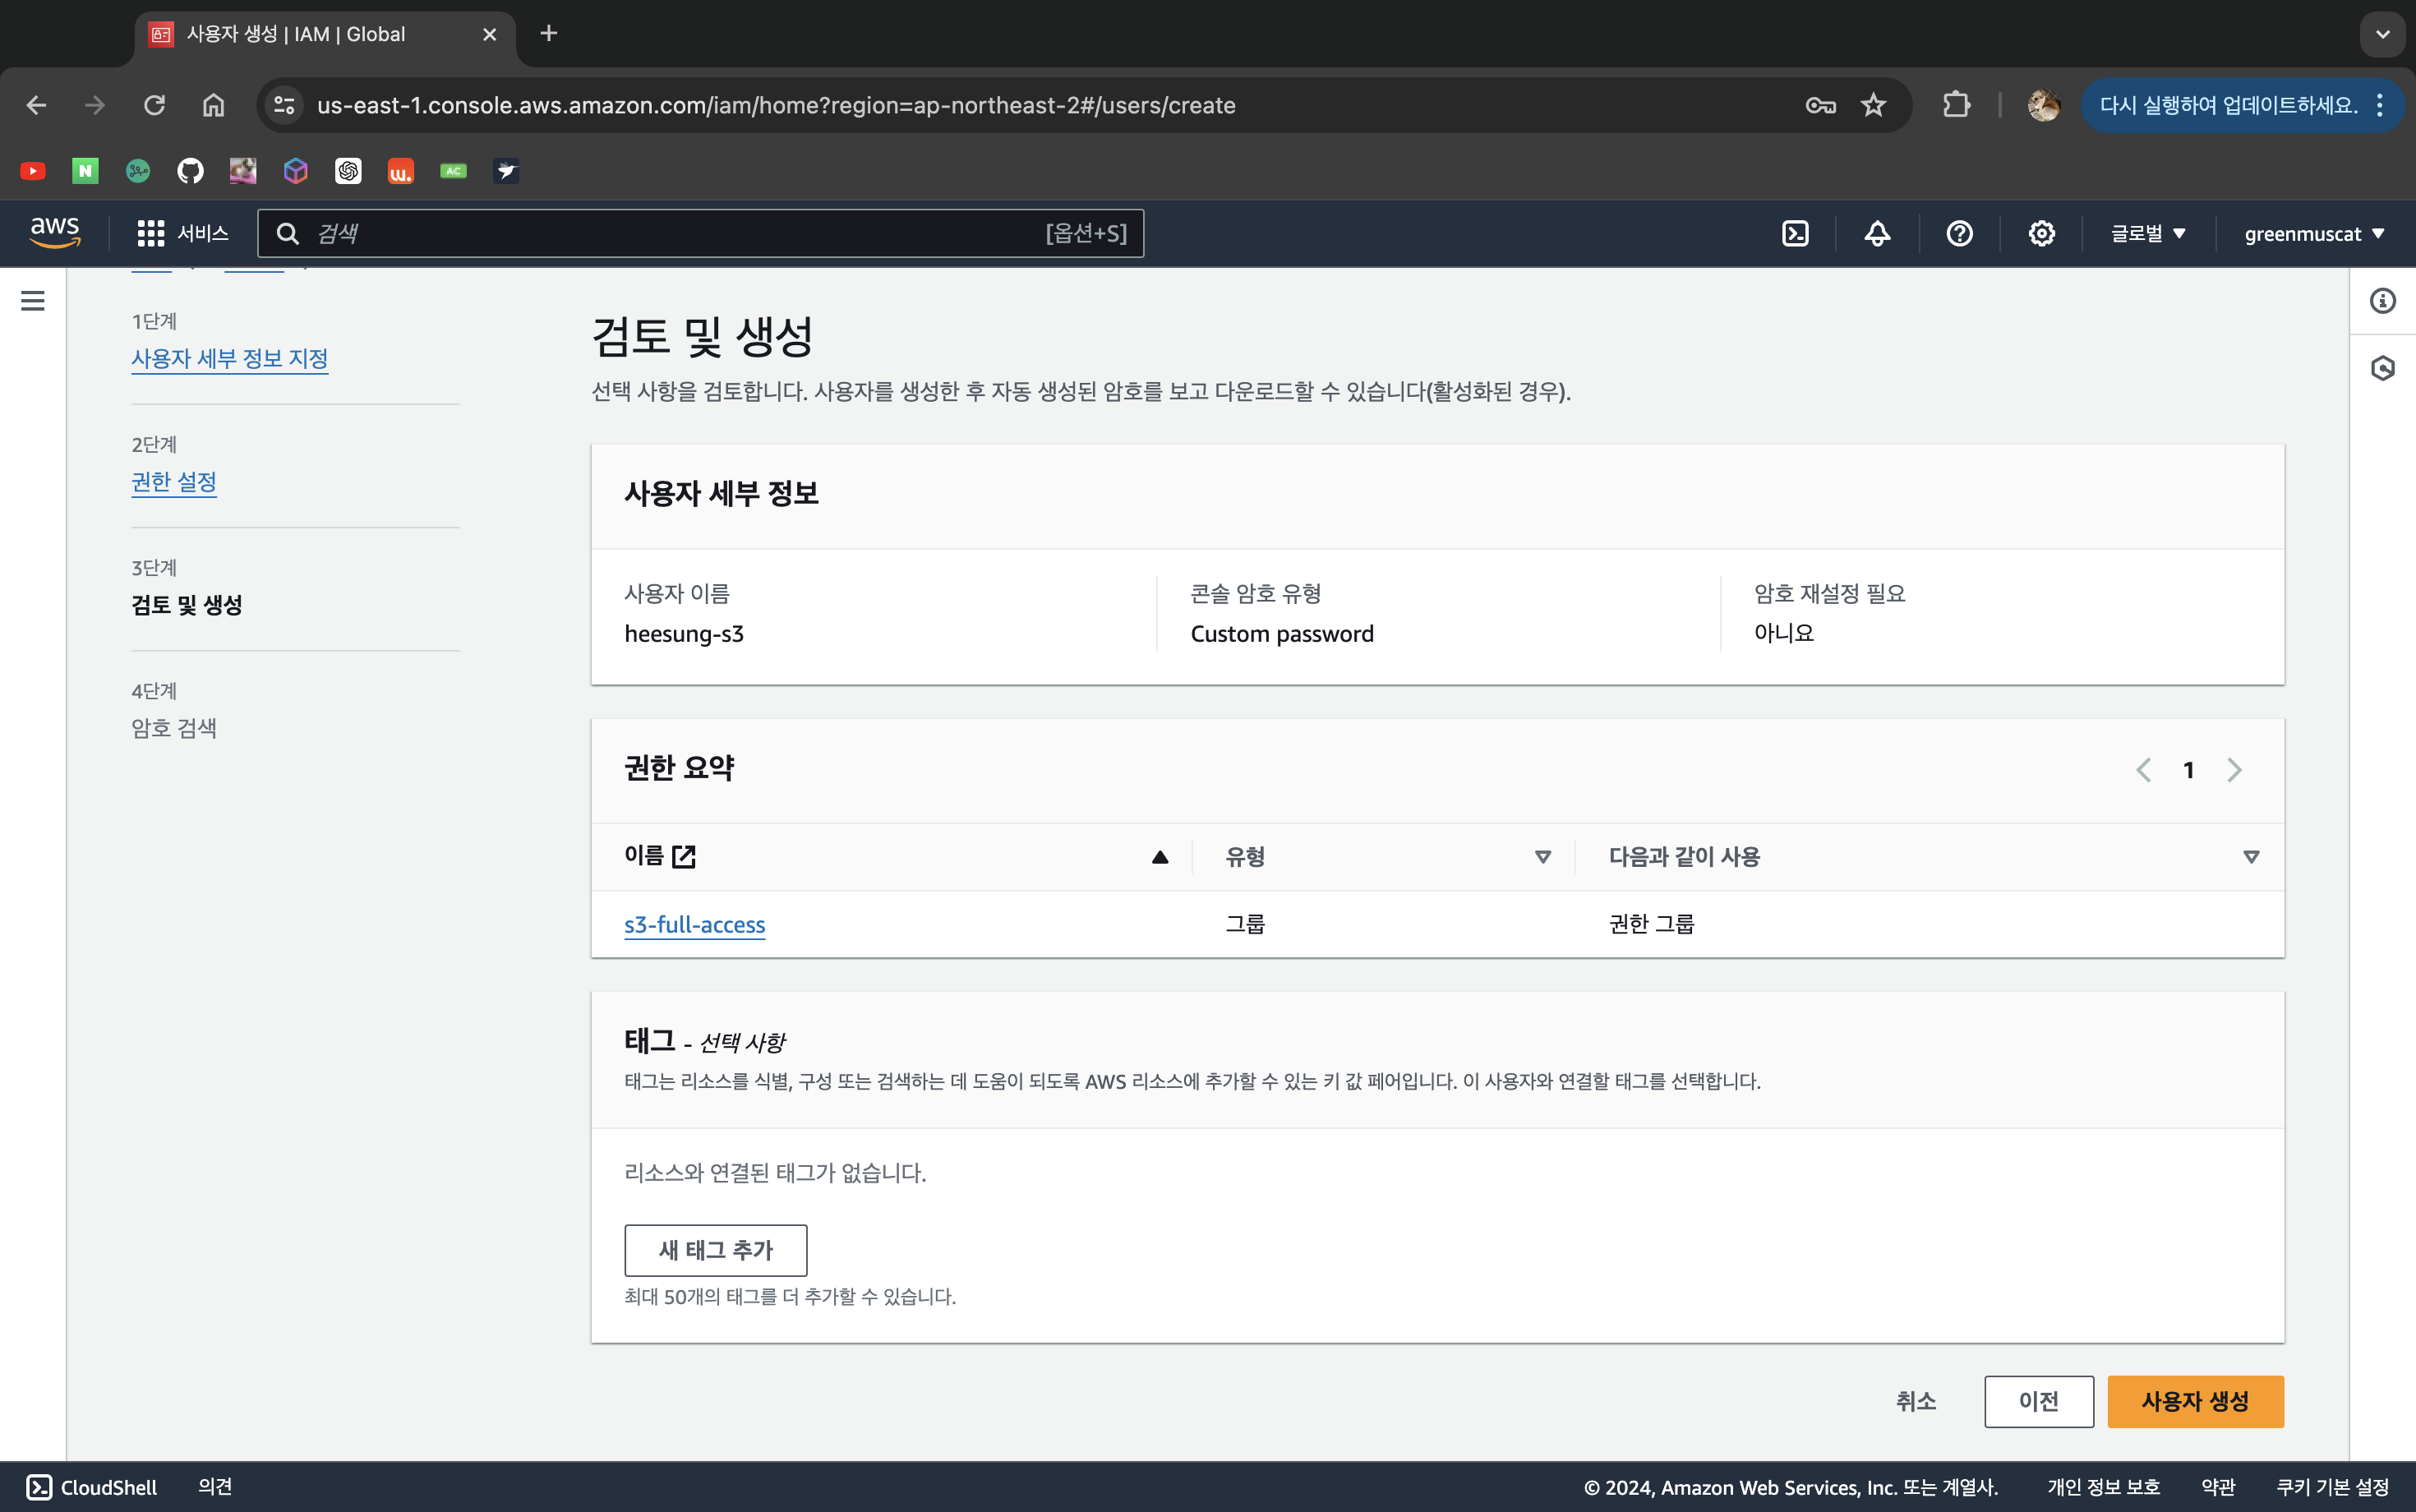 사용자 생성 | IAM | Global
us-east-1.console.aws.amazon.com/iam/home?region=ap-northeast-2#/users/create
다시 실행하여 업데이트하세요.
N
w.
AC
aws
서비스
검색
[옵션+S]
글로벌
greenmuscat
1단계
사용자 세부 정보 지정
2단계
권한 설정
3단계
검토 및 생성
4단계
암호 검색
검토 및 생성
선택 사항을 검토합니다. 사용자를 생성한 후 자동 생성된 암호를 보고 다운로드할 수 있습니다(활성화된 경우).
사용자 세부 정보
사용자 이름
heesung-s3
콘솔 암호 유형
Custom password
암호 재설정 필요
아니요
권한 요약
1
이름
유형
다음과 같이 사용
s3-full-access
그룹
권한 그룹
태그 - 선택 사항
태그는 리소스를 식별, 구성 또는 검색하는 데 도움이 되도록 AWS 리소스에 추가할 수 있는 키 값 페어입니다. 이 사용자와 연결할 태그를 선택합니다.
리소스와 연결된 태그가 없습니다.
새 태그 추가
최대 50개의 태그를 더 추가할 수 있습니다.
취소
이전
사용자 생성
CloudShell
의견
© 2024, Amazon Web Services, Inc. 또는 계열사.
개인 정보 보호
약관
쿠키 기본 설정